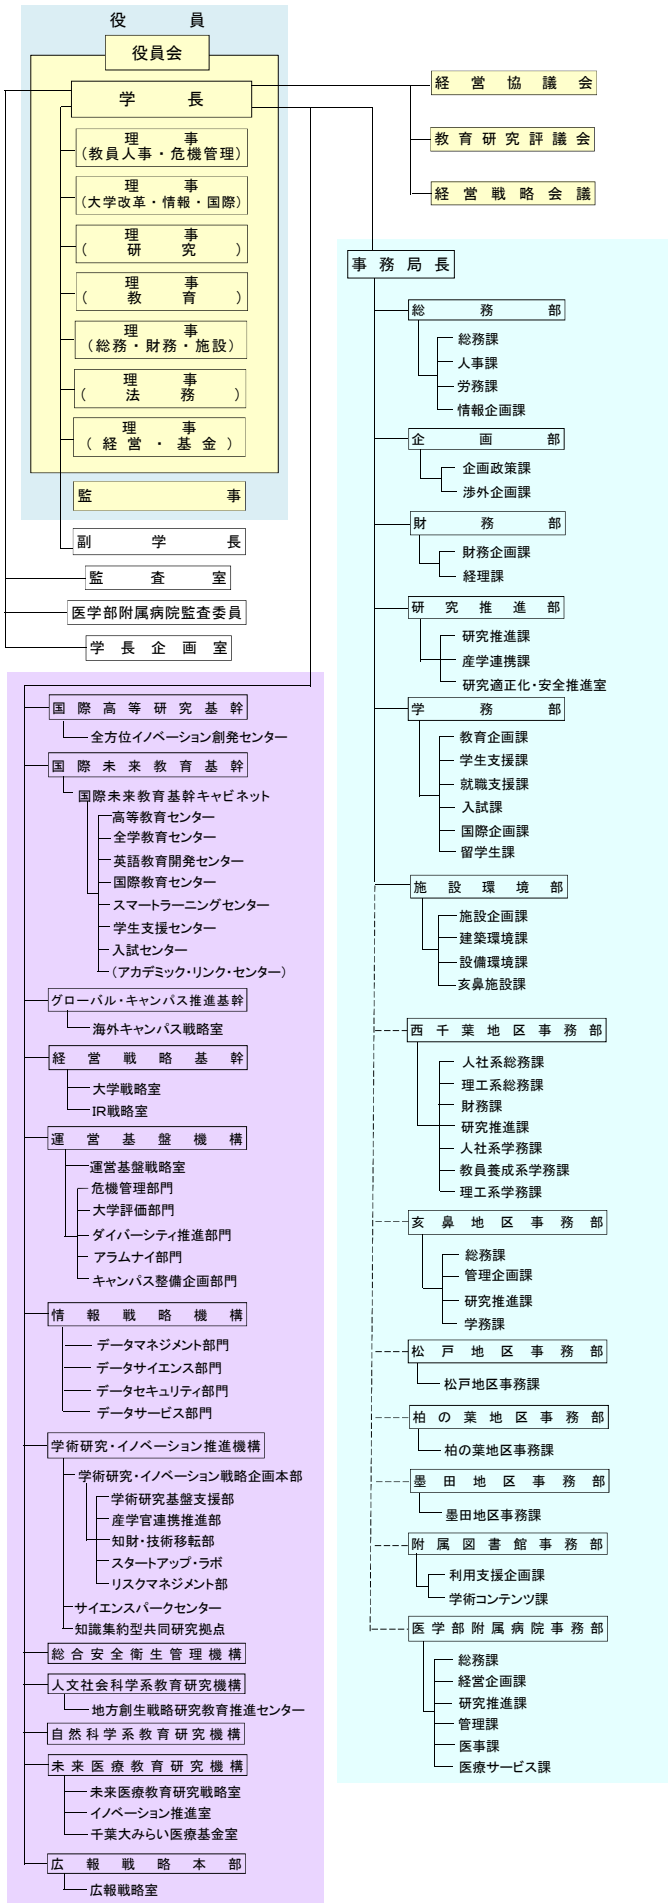 役員
役員会
学長
理事
(教員人事・危機管理)
理事
(大学改革・情報・国際)
理事
(研究)
理事
(教育)
理事
(総務・財務・施設)
理事
(法務)
理事
(経営・基金)
監事
副学長
監査室
医学部附属病院監査委員
学長企画室
経営協議会
教育研究評議会
経営戦略会議
国際高等研究基幹
全方位イノベーション創発センター
国際未来教育基幹
国際未来教育基幹キャビネット
高等教育センター
全学教育センター
英語教育開発センター
国際教育センター
スマートラーニングセンター
学生支援センター
入試センター
(アカデミック・リンク・センター)
グローバル・キャンパス推進基幹
海外キャンパス戦略室
経営戦略基幹
大学戦略室
IR戦略室
運営基盤機構
運営基盤戦略室
危機管理部門
大学評価部門
ダイバーシティ推進部門
アラムナイ部門
キャンパス整備企画部門
情報戦略機構
データマネジメント部門
データサイエンス部門
データセキュリティ部門
データサービス部門
学術研究・イノベーション推進機構
学術研究・イノベーション戦略企画本部
学術研究基盤支援部
産学官連携推進部
知財・技術移転部
スタートアップ・ラボ
リスクマネジメント部
サイエンスパークセンター
知識集約型共同研究拠点
総合安全衛生管理機構
人文社会科学系教育研究機構
地方創生戦略研究教育推進センター
自然科学系教育研究機構
未来医療教育研究機構
未来医療教育研究戦略室
イノベーション推進室
千葉大みらい医療基金室
広報戦略本部
広報戦略室
事務局長
総務部
総務課
人事課
労務課
情報企画課
企画部
企画政策課
渉外企画課
財務部
財務企画課
経理課
研究推進部
研究推進課
産学連携課
研究適正化・安全推進室
学務部
教育企画課
学生支援課
就職支援課
入試課
国際企画課
留学生課
施設環境部
施設企画課
建築環境課
設備環境課
亥鼻施設課
西千葉地区事務部
人社系総務課
理工系総務課
財務課
研究推進課
人社系学務課
教員養成系学務課
理工系学務課
亥鼻地区事務部
総務課
管理企画課
研究推進課
学務課
松戸地区事務部
松戸地区事務課
柏の葉地区事務部
柏の葉地区事務課
墨田地区事務部
墨田地区事務課
附属図書館事務部
利用支援企画課
学術コンテンツ課
医学部附属病院事務部
総務課
経営企画課
研究推進課
管理課
医事課
医療サービス課